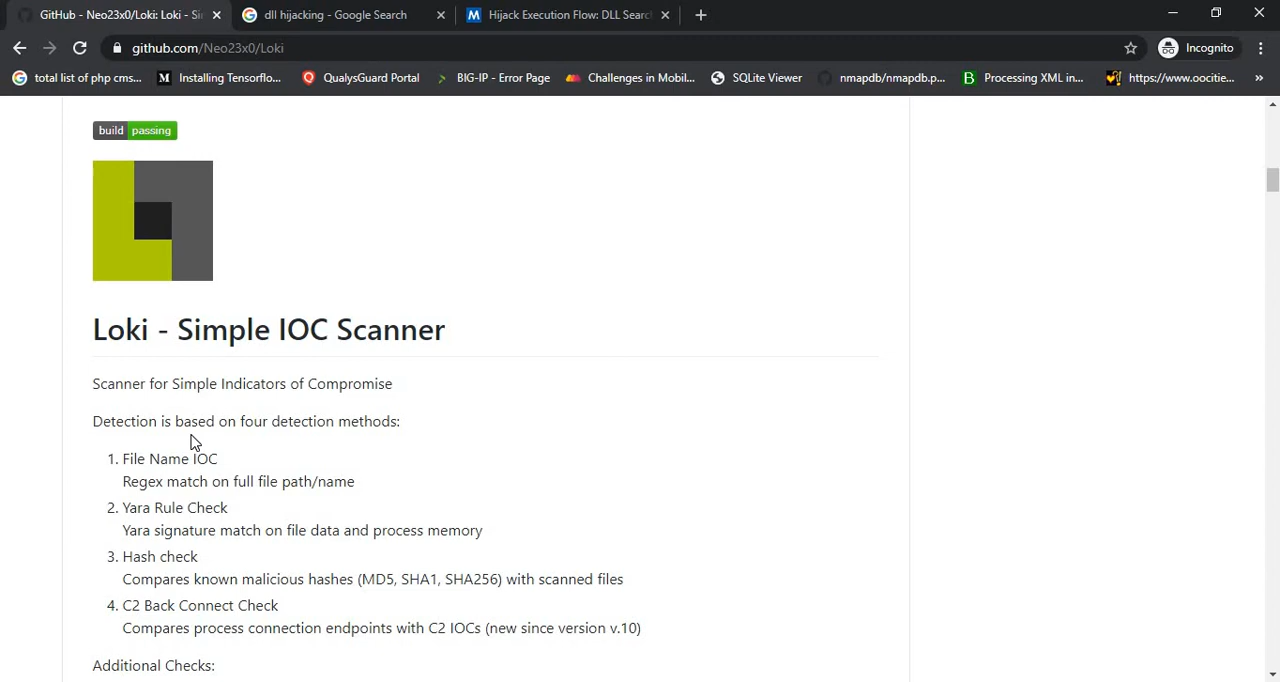 GitHub - Neo23x0/Loki: Loki - Si
dll hijacking - Google Search
Hijack Execution Flow: DLL Searc
github.com/Neo23x0/Loki
Incognito
total list of php cms...
Installing Tensorflo...
QualysGuard Portal
BIG-IP - Error Page
Challenges in Mobil...
SQLite Viewer
nmapdb/nmapdb.p...
Processing XML in...
https://www.oocitie...
build passing
Loki - Simple IOC Scanner
Scanner for Simple Indicators of Compromise
Detection is based on four detection methods:
1. File Name IOC
Regex match on full file path/name
2. Yara Rule Check
Yara signature match on file data and process memory
3. Hash check
Compares known malicious hashes (MD5, SHA1, SHA256) with scanned files
4. C2 Back Connect Check
Compares process connection endpoints with C2 IOCs (new since version v.10)
Additional Checks: